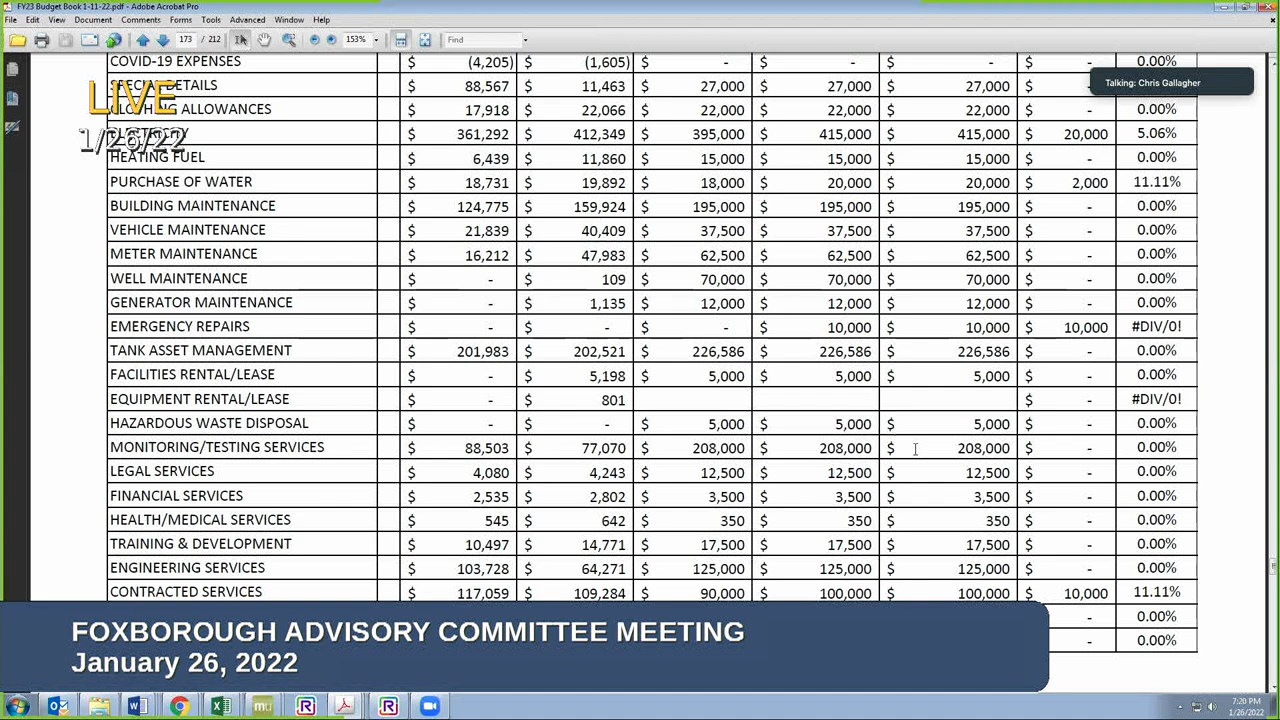 FY23 Budget Book 1-11-22.pdf - Adobe Acrobat Pro
File Edit View Document Comments Forms Tools Advanced Window Help
173 / 212 153% Find
COVID-19 EXPENSES $ (4,205) $ (1,605) $ - $ - $ - $ - 0.00%
Talking: Chris Gallagher
SPECIAL DETAILS $ 88,567 $ 11,463 $ 27,000 $ 27,000 $ 27,000 $ -
LIVE
CLOTHING ALLOWANCES $ 17,918 $ 22,066 $ 22,000 $ 22,000 $ 22,000 $ - 0.00%
$ 361,292 $ 412,349 $ 395,000 $ 415,000 $ 415,000 $ 20,000 5.06%
1/26/22
HEATING FUEL $ 6,439 $ 11,860 $ 15,000 $ 15,000 $ 15,000 $ - 0.00%
PURCHASE OF WATER $ 18,731 $ 19,892 $ 18,000 $ 20,000 $ 20,000 $ 2,000 11.11%
BUILDING MAINTENANCE $ 124,775 $ 159,924 $ 195,000 $ 195,000 $ 195,000 $ - 0.00%
VEHICLE MAINTENANCE $ 21,839 $ 40,409 $ 37,500 $ 37,500 $ 37,500 $ - 0.00%
METER MAINTENANCE $ 16,212 $ 47,983 $ 62,500 $ 62,500 $ 62,500 $ - 0.00%
WELL MAINTENANCE $ - $ 109 $ 70,000 $ 70,000 $ 70,000 $ - 0.00%
GENERATOR MAINTENANCE $ - $ 1,135 $ 12,000 $ 12,000 $ 12,000 $ - 0.00%
EMERGENCY REPAIRS $ - $ - $ - $ 10,000 $ 10,000 $ 10,000 #DIV/0!
TANK ASSET MANAGEMENT $ 201,983 $ 202,521 $ 226,586 $ 226,586 $ 226,586 $ - 0.00%
FACILITIES RENTAL/LEASE $ - $ 5,198 $ 5,000 $ 5,000 $ 5,000 $ - 0.00%
EQUIPMENT RENTAL/LEASE $ - $ 801 $ - #DIV/0!
HAZARDOUS WASTE DISPOSAL $ - $ - $ 5,000 $ 5,000 $ 5,000 $ - 0.00%
MONITORING/TESTING SERVICES $ 88,503 $ 77,070 $ 208,000 $ 208,000 $ 208,000 $ - 0.00%
LEGAL SERVICES $ 4,080 $ 4,243 $ 12,500 $ 12,500 $ 12,500 $ - 0.00%
FINANCIAL SERVICES $ 2,535 $ 2,802 $ 3,500 $ 3,500 $ 3,500 $ - 0.00%
HEALTH/MEDICAL SERVICES $ 545 $ 642 $ 350 $ 350 $ 350 $ - 0.00%
TRAINING & DEVELOPMENT $ 10,497 $ 14,771 $ 17,500 $ 17,500 $ 17,500 $ - 0.00%
ENGINEERING SERVICES $ 103,728 $ 64,271 $ 125,000 $ 125,000 $ 125,000 $ - 0.00%
CONTRACTED SERVICES $ 117,059 $ 109,284 $ 90,000 $ 100,000 $ 100,000 $ 10,000 11.11%
- 0.00%
- 0.00%
FOXBOROUGH ADVISORY COMMITTEE MEETING
January 26, 2022
7:20 PM
1/26/2022